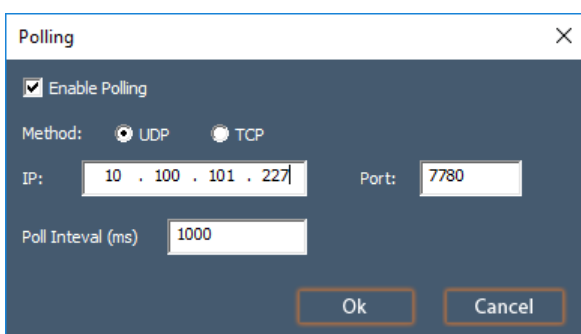 Polling
Enable Polling
Method: UDP TCP
IP: 10 . 100 . 101 . 227 Port: 7780
Poll Inteval (ms) 1000
Ok Cancel